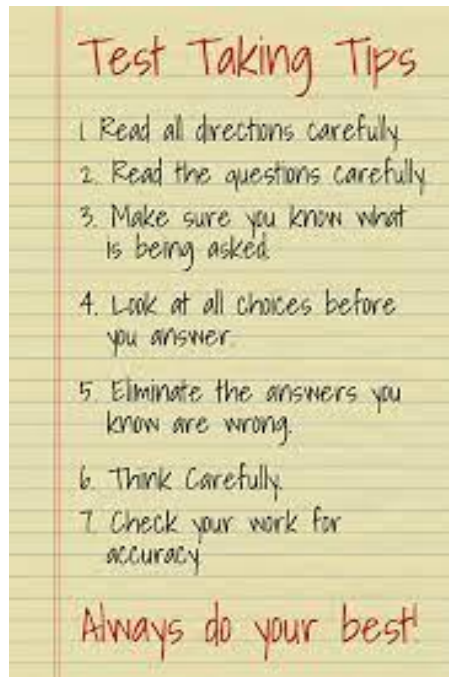 Test Taking Tips
1. Read all directions carefully.
2. Read the questions carefully.
3. Make sure you know what
is being asked.
4. Look at all choices before
you answer.
5. Eliminate the answers you
know are wrong.
6. Think Carefully.
7. Check your work for
accuracy.
Always do your best!